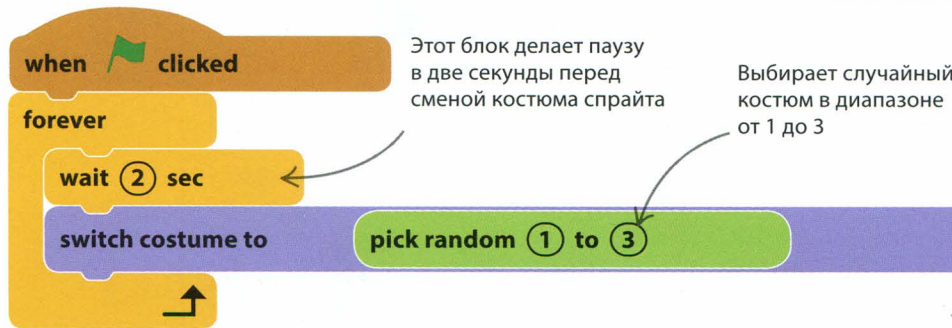 when clicked
Этот блок делает паузу
в две секунды перед
сменой костюма спрайта
Выбирает случайный
костюм в диапазоне
от 1 до 3
forever
wait 2 sec
switch costume to pick random 1 to 3